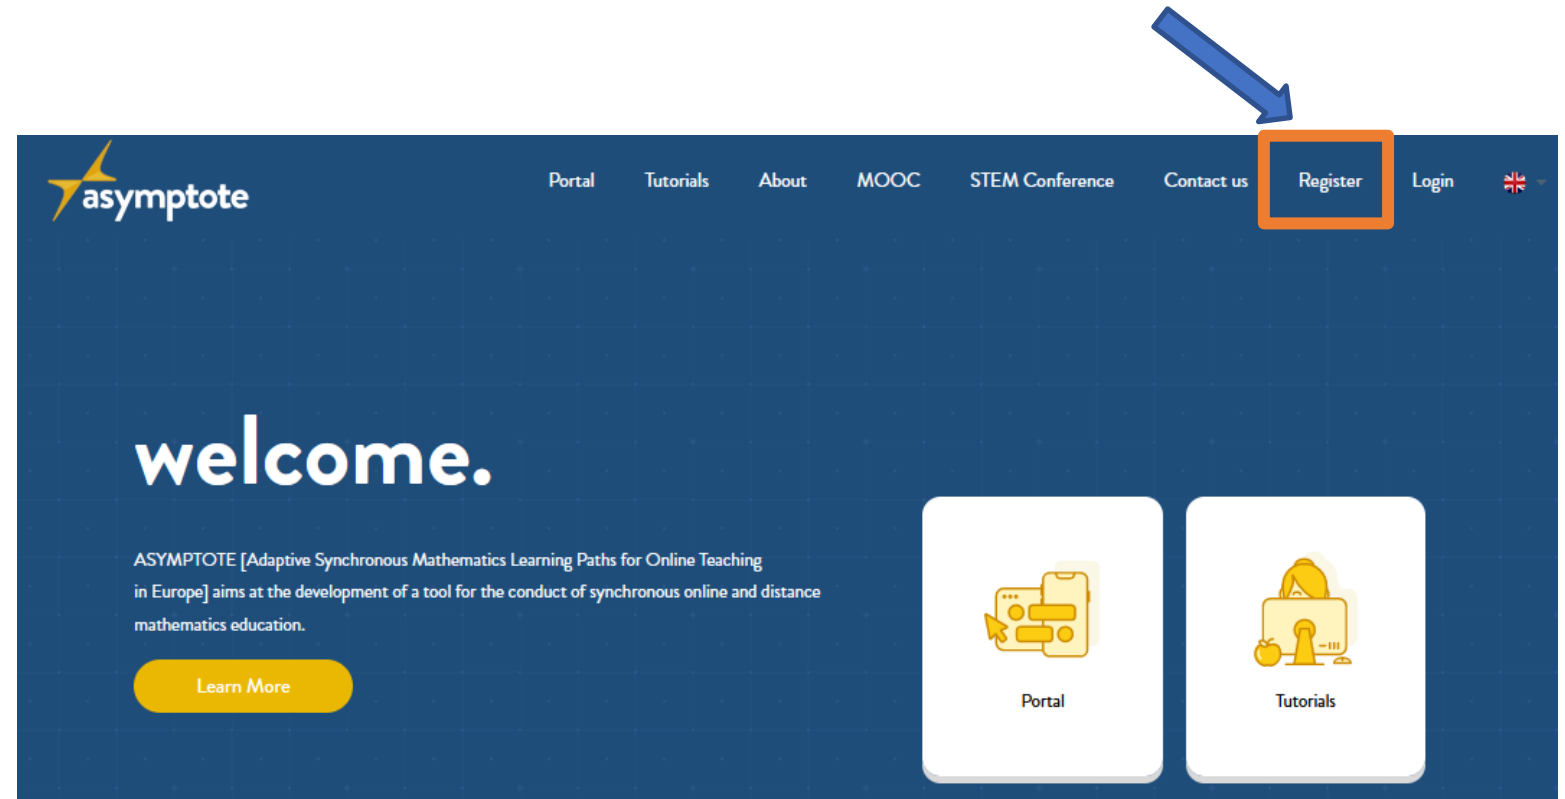 asymptote
Portal Tutorials About MOOC STEM Conference Contact us Register Login
welcome.
ASYMPTOTE [Adaptive Synchronous Mathematics Learning Paths for Online Teaching
in Europe] aims at the development of a tool for the conduct of synchronous online and distance
mathematics education.
Learn More
Portal
Tutorials